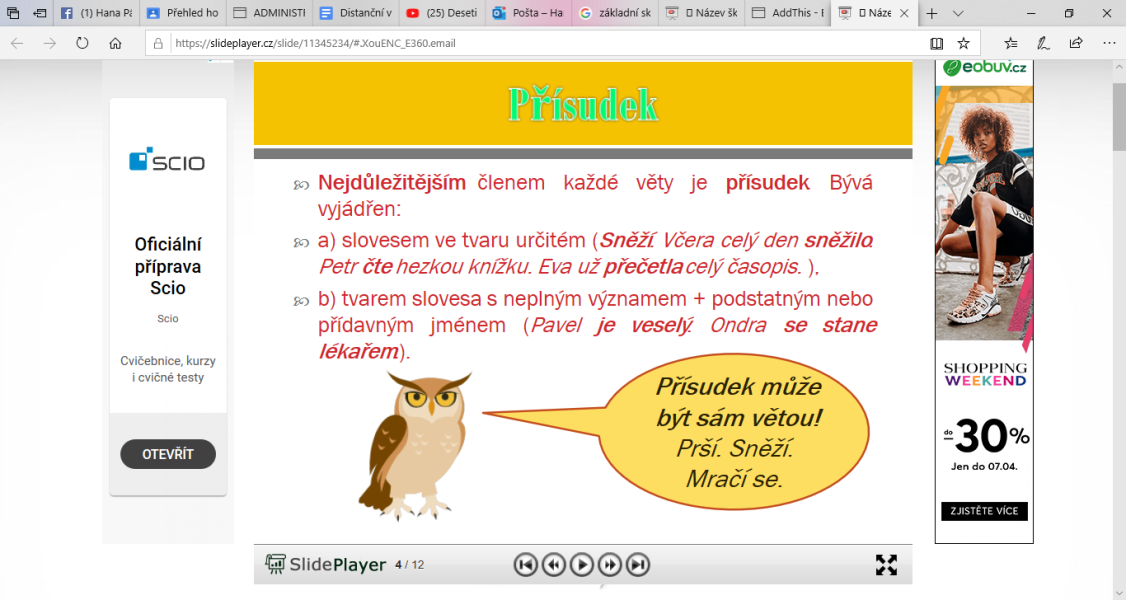 (1) Hana Pá
Přehled ho
ADMINISTI
Distanční v
(25) Deseti
Pošta – Ha
základní sk
Název šk
AddThis - E
Náze
https://slideplayer.cz/slide/11345234/#.XouENC_E360.email
Přísudek
Nejdůležitějším členem každé věty je přísudek Bývá
vyjádřen:
a) slovesem ve tvaru určitém (Sněží. Včera celý den sněžilo.
Petr čte hezkou knížku. Eva už přečetla celý časopis. ),
b) tvarem slovesa s neplným významem + podstatným nebo
přídavným jménem (Pavel je veselý. Ondra se stane
lékařem).
Přísudek může
být sám větou!
Prší. Sněží.
Mračí se.
SlidePlayer 4 / 12
SCIO
Oficiální
příprava
Scio
Scio
Cvičebnice, kurzy
i cvičné testy
OTEVŘÍT
eobuv.cz
SHOPPING
WEEKEND
do -30%
Jen do 07.04.
ZJISTĚTE VÍCE